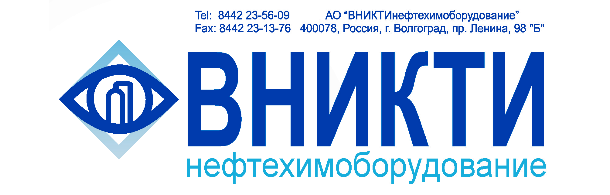 Tel: 8442 23-56-09 АО "ВНИКТИнефтехимоборудование"
Fax: 8442 23-13-76 400078, Россия, г. Волгоград, пр. Ленина, 98 "Б"
ВНИКТИ
нефтехимоборудование